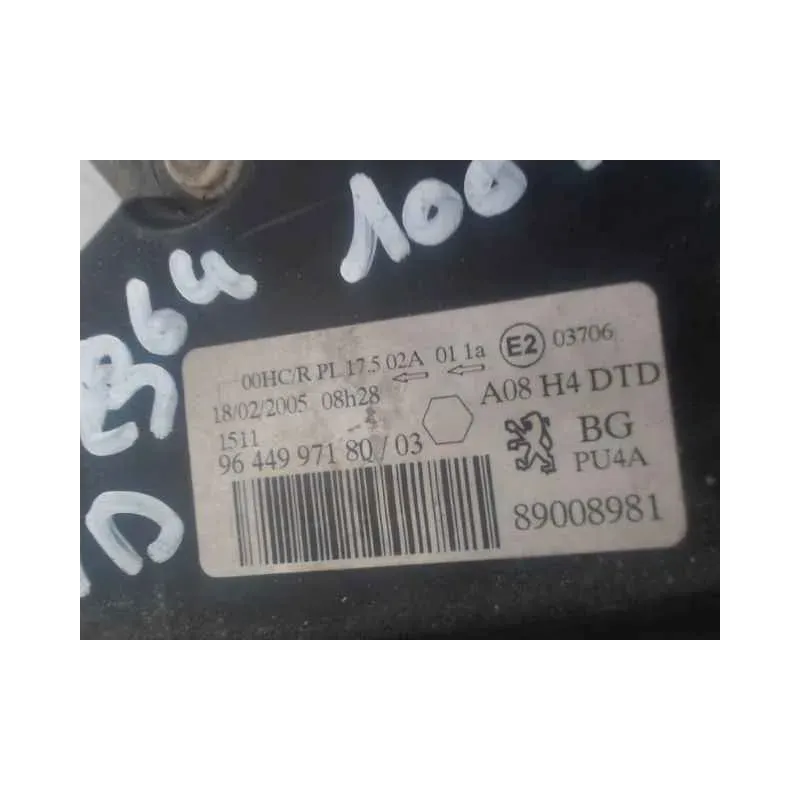 100
B64
00HC/R PL 17.5 02A 01 1a E2 03706
18/02/2005 08h28
A08 H4 DTD
1511
96 449 971 80/03
BG
PU4A
89008981